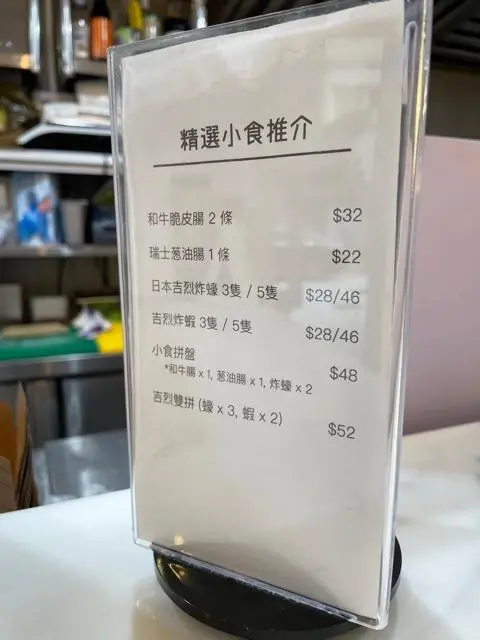 精選小食推介
和牛脆皮腸 2 條 $32
瑞士葱油腸 1 條 $22
日本吉烈炸蠔 3隻 / 5隻 $28/46
吉烈炸蝦 3隻 / 5隻 $28/46
小食拼盤 $48
*和牛腸 x 1, 葱油腸 x 1, 炸蠔 x 2
吉烈雙拼 (蠔 x 3, 蝦 x 2) $52